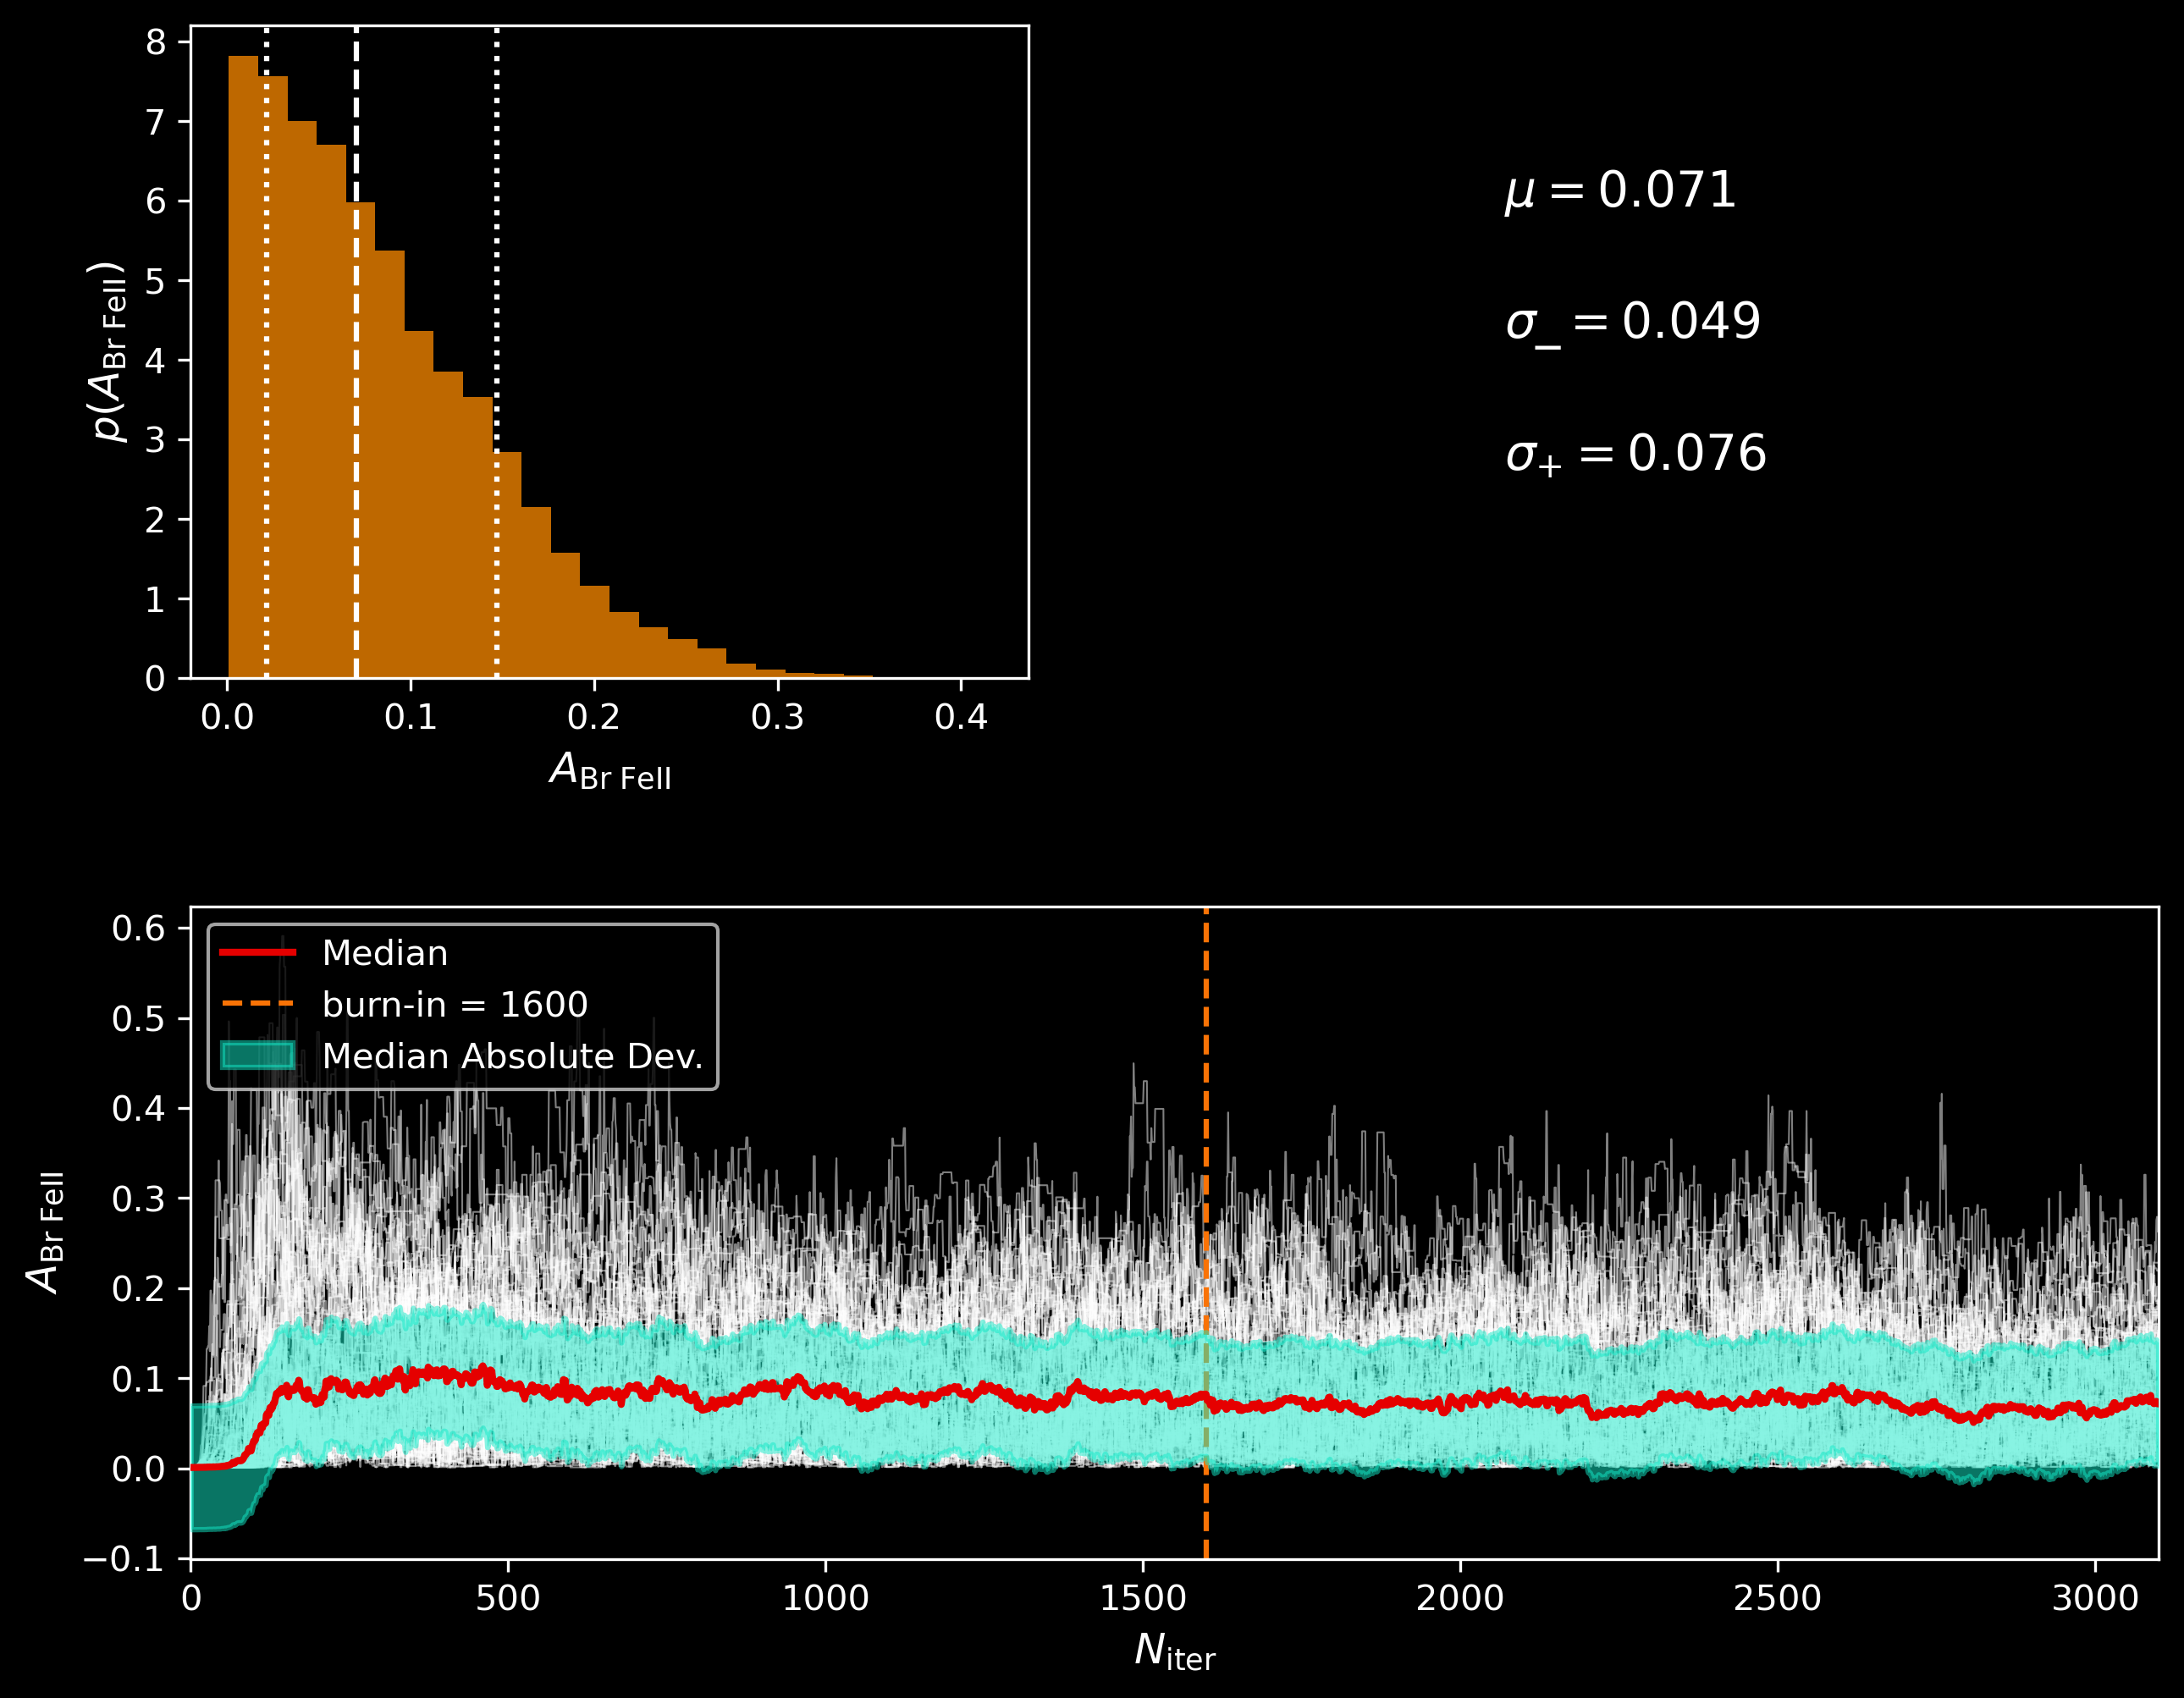 8
7
6
5
4
3
2
1
0
p(A_Br FeII)
0.0 0.1 0.2 0.3 0.4
A_Br FeII
μ = 0.071
σ_− = 0.049
σ_+ = 0.076
0.6
0.5
0.4
0.3
0.2
0.1
0.0
−0.1
A_Br FeII
Median
burn-in = 1600
Median Absolute Dev.
0 500 1000 1500 2000 2500 3000
N_iter